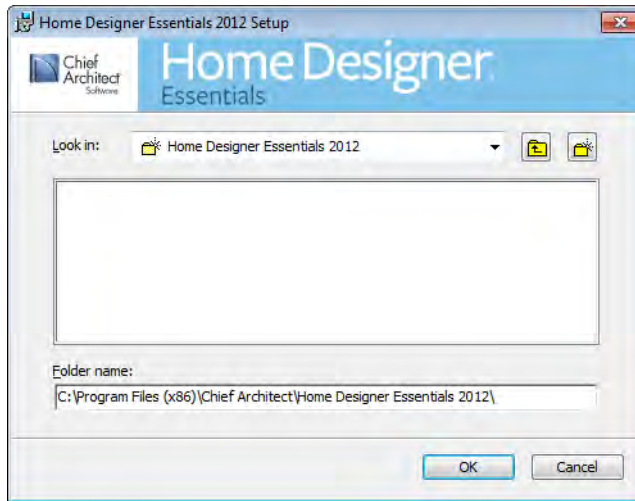 Home Designer Essentials 2012 Setup
Chief
Architect
Software
Home Designer
Essentials
Look in:
Home Designer Essentials 2012
Folder name:
C:\Program Files (x86)\Chief Architect\Home Designer Essentials 2012\
OK
Cancel